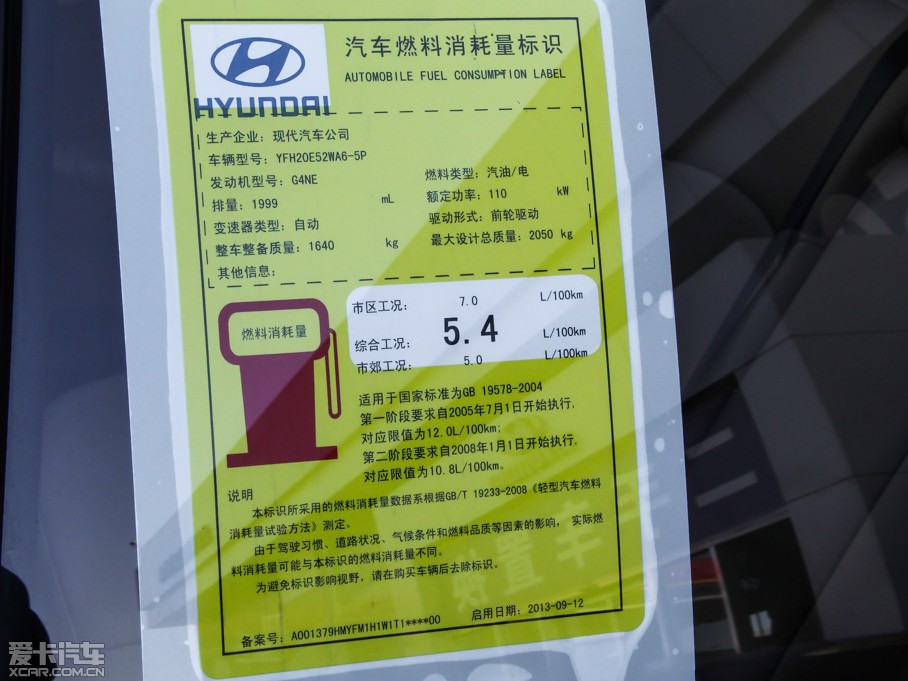 汽车燃料消耗量标识
AUTOMOBILE FUEL CONSUMPTION LABEL
HYUNDAI
生产企业: 现代汽车公司
车辆型号: YFH20E52WA6-5P
发动机型号: G4NE 燃料类型: 汽油/电
排量: 1999 mL 额定功率: 110 kW
变速器类型: 自动 驱动形式: 前轮驱动
整车整备质量: 1640 kg 最大设计总质量: 2050 kg
其他信息:
燃料消耗量
市区工况: 7.0 L/100km
综合工况: 5.4 L/100km
市郊工况: 5.0 L/100km
适用于国家标准为GB 19578-2004
第一阶段要求自2005年7月1日开始执行,
对应限值为12.0L/100km;
第二阶段要求自2008年1月1日开始执行,
对应限值为10.8L/100km。
说明
本标识所采用的燃料消耗量数据系根据GB/T 19233-2008《轻型汽车燃料
消耗量试验方法》测定。
由于驾驶习惯、道路状况、气候条件和燃料品质等因素的影响, 实际燃
料消耗量可能与本标识的燃料消耗量不同。
为避免标识影响视野, 请在购买车辆后去除标识。
备案号: A001379HMYFM1H1W1T1****00 启用日期: 2013-09-12
爱卡汽车
XCAR.COM.CN